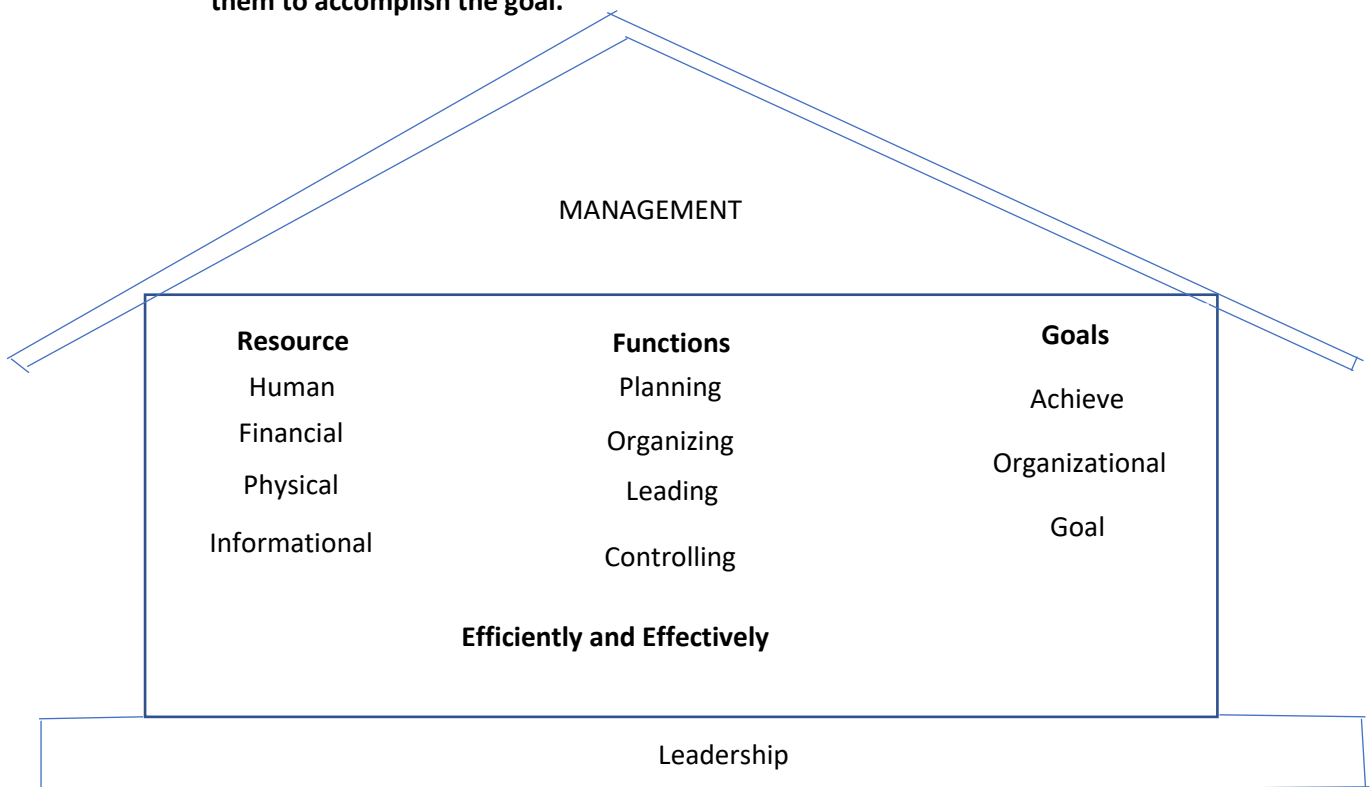 them to accomplish the goal.
MANAGEMENT
Resource
Human
Financial
Physical
Informational
Functions
Planning
Organizing
Leading
Controlling
Goals
Achieve
Organizational
Goal
Efficiently and Effectively
Leadership